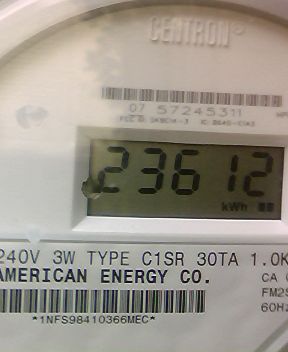 CENTRON
07 57245311
23612
kWh
240V 3W TYPE C1SR 30TA 1.0K
AMERICAN ENERGY CO.
CA
FM2S
60Hz
*1NFS98410366MEC*